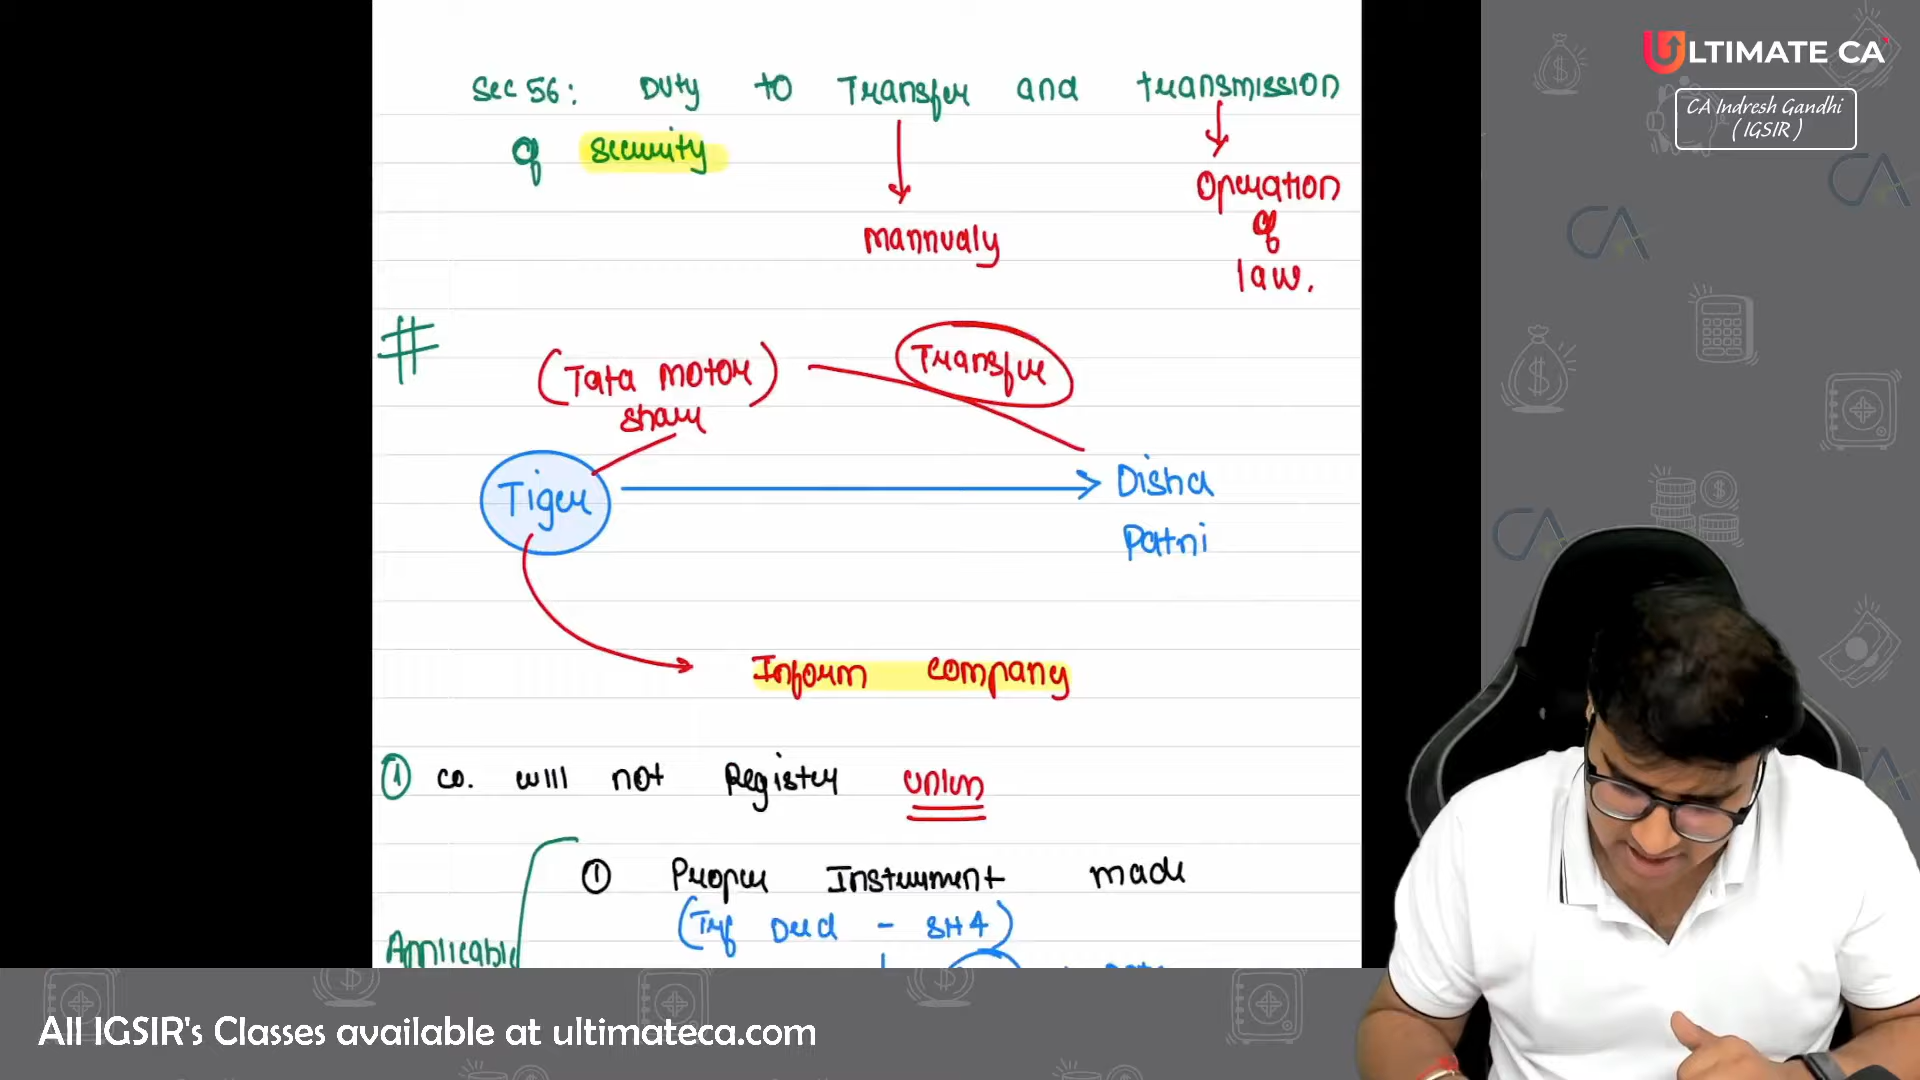 Sec 56: Duty to Transfer and transmission
of security
Mannualy
Operation
of
law.
#
(Tata Motor)
share
Transfer
Tiger
Disha
Patni
Inform company
① co. will not Register unless
① Proper Instrument made
(Trf Deed - SH4)
Applicable
ULTIMATE CA
CA Indresh Gandhi
(IGSIR)
All IGSIR's Classes available at ultimateca.com